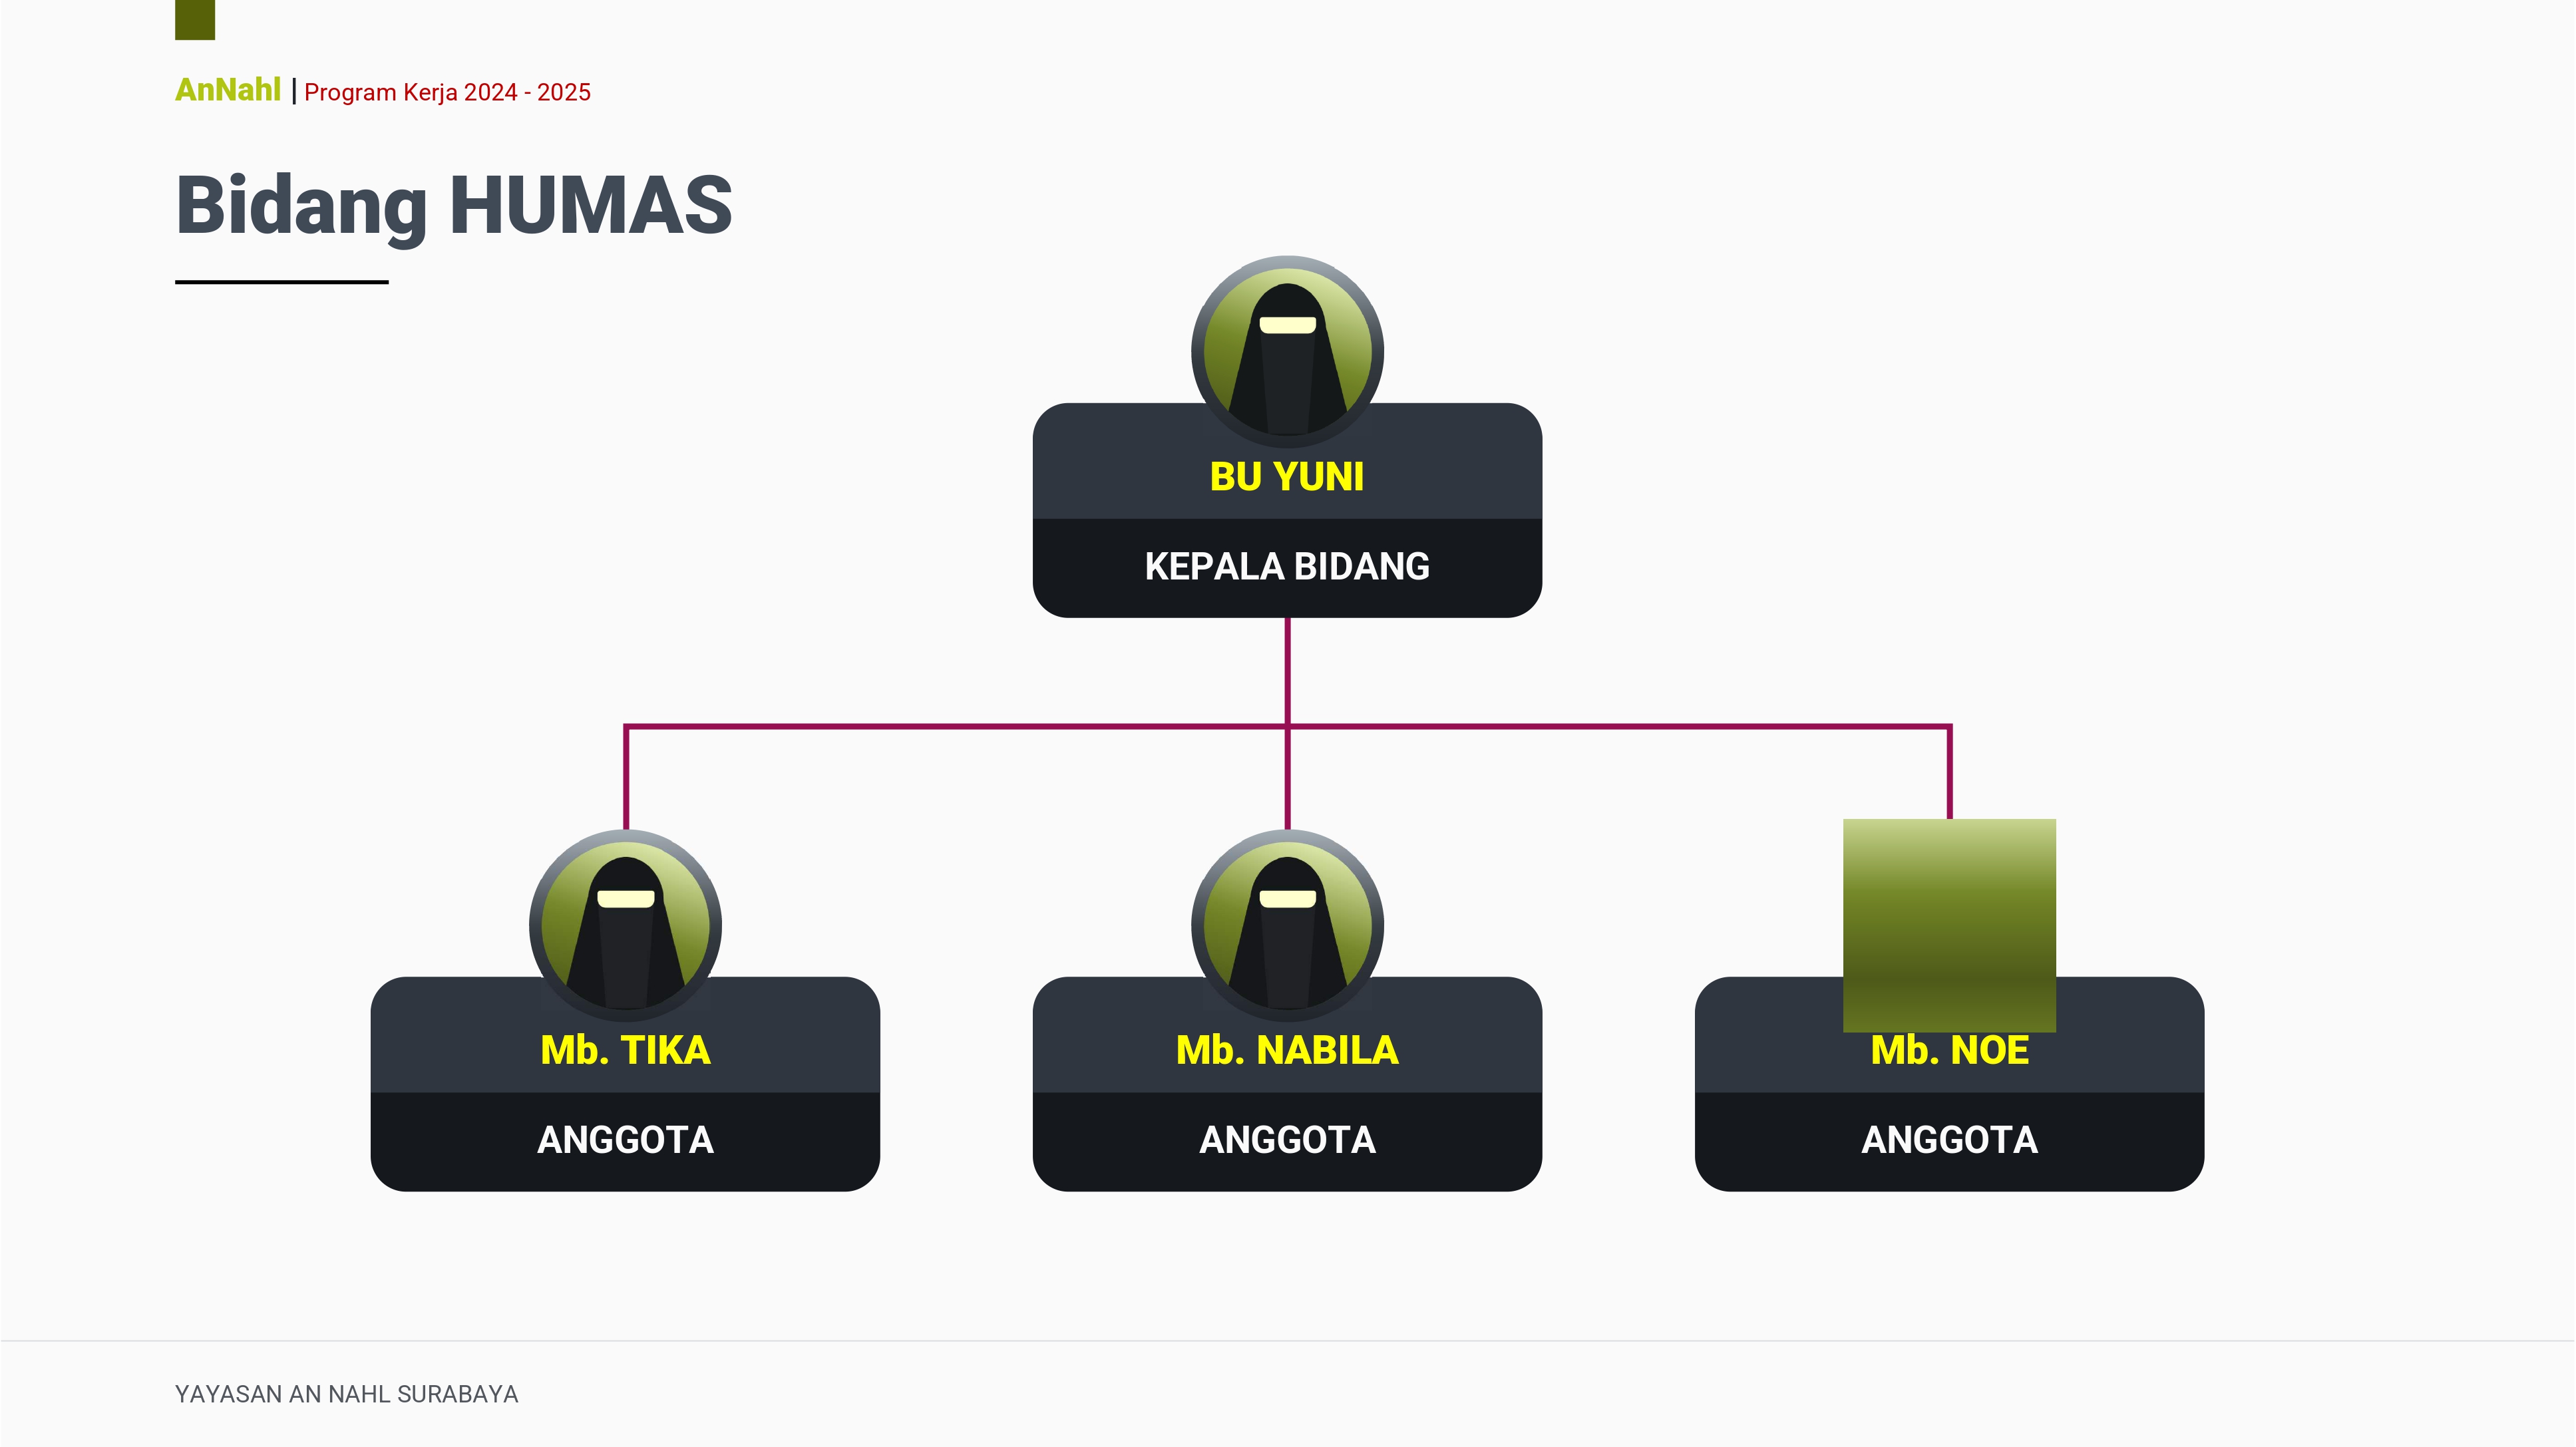 AnNahl | Program Kerja 2024 - 2025
Bidang HUMAS
BU YUNI
KEPALA BIDANG
Mb. TIKA
ANGGOTA
Mb. NABILA
ANGGOTA
Mb. NOE
ANGGOTA
YAYASAN AN NAHL SURABAYA